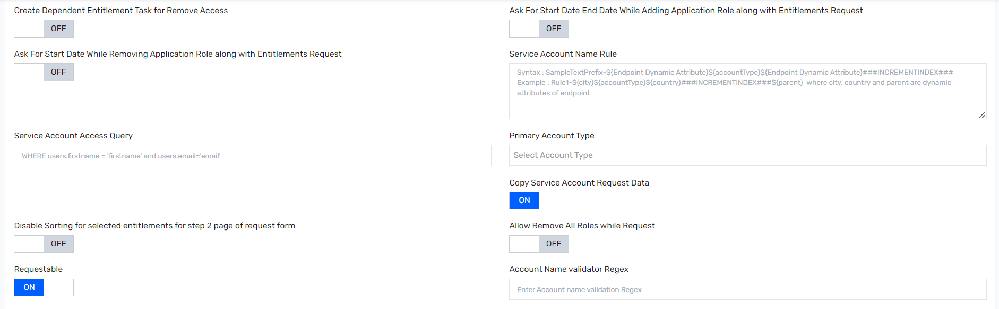 Create Dependent Entitlement Task for Remove Access
OFF
Ask For Start Date End Date While Adding Application Role along with Entitlements Request
OFF
Ask For Start Date While Removing Application Role along with Entitlements Request
OFF
Service Account Name Rule
Syntax : SampleTextPrefix-${Endpoint Dynamic Attribute}${accountType}${Endpoint Dynamic Attribute}###INCREMENTINDEX###
Example : Rule1-${city}${accountType}${country}###INCREMENTINDEX###${parent}  where city, country and parent are dynamic
attributes of endpoint
Service Account Access Query
WHERE users.firstname = 'firstname' and users.email='email'
Primary Account Type
Select Account Type
Copy Service Account Request Data
ON
Disable Sorting for selected entitlements for step 2 page of request form
OFF
Allow Remove All Roles while Request
OFF
Requestable
ON
Account Name validator Regex
Enter Account name validation Regex